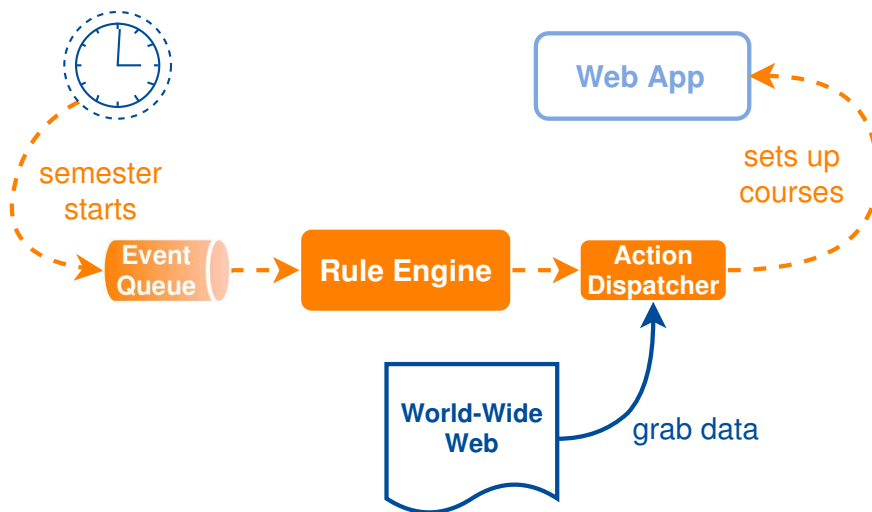 Web App
semester
starts
sets up
courses
Event
Queue
Rule Engine
Action
Dispatcher
World-Wide
Web
grab data